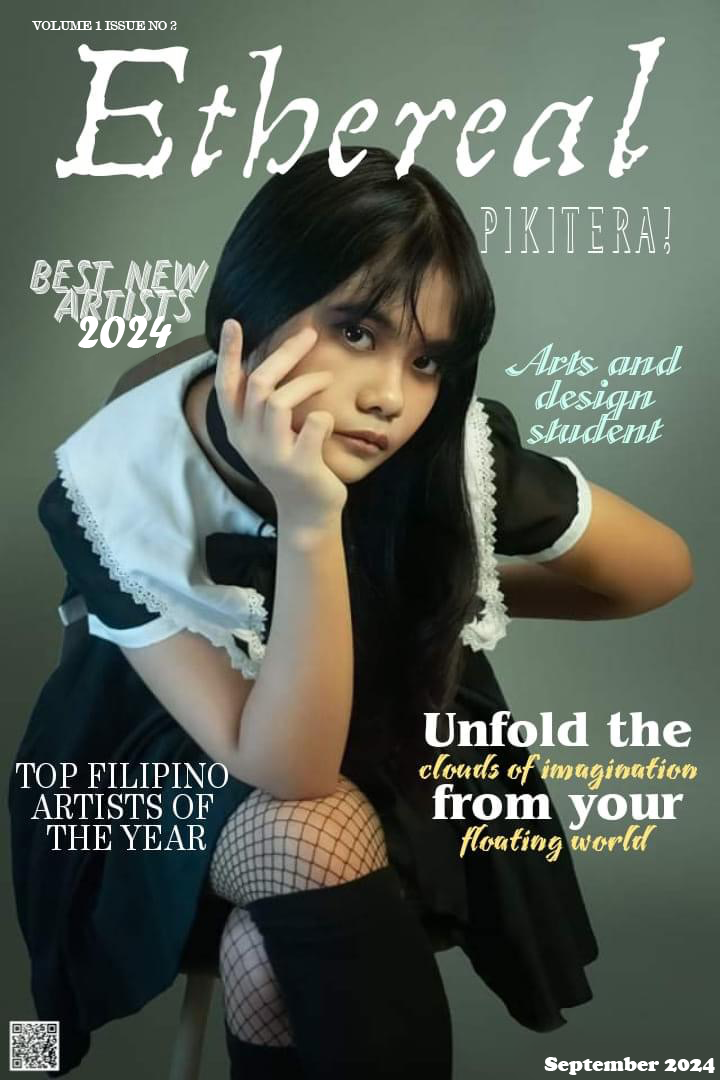 VOLUME 1 ISSUE NO 2
Ethereal
PIKITERA!
BEST NEW
ARTISTS
2024
Arts and
design
student
Unfold the
clouds of imagination
from your
floating world
TOP FILIPINO
ARTISTS OF
THE YEAR
September 2024